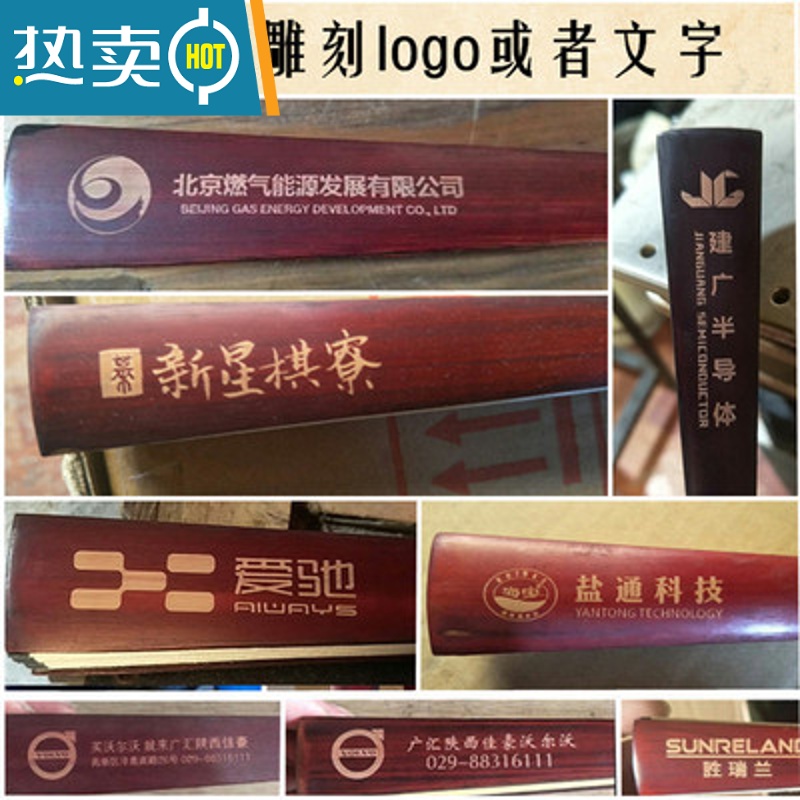 热卖 HOT
雕刻logo或者文字
北京燃气能源发展有限公司
BEIJING GAS ENERGY DEVELOPMENT CO., LTD
建广半导体
JIANGUANG SEMICONDUCTOR
新星棋寮
爱驰
AIWAYS
盐通科技
YANTONG TECHNOLOGY
VOLVO
买沃尔沃 就来广汇陕西佳豪
029-88316111
VOLVO
广汇陕西佳豪沃尔沃
029-88316111
SUNRELAND
胜瑞兰